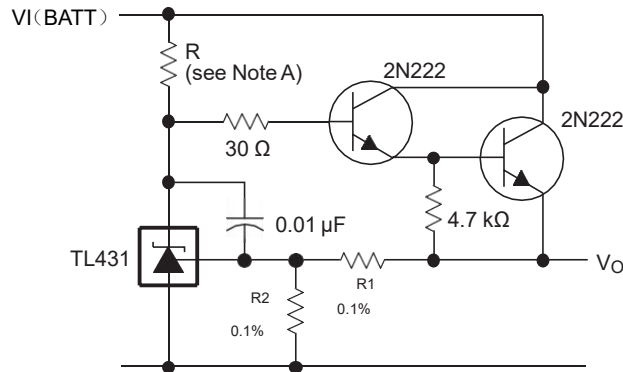 VI(BATT)
R
(see Note A)
2N222
2N222
30 Ω
0.01 µF
4.7 kΩ
TL431
R2
0.1%
R1
0.1%
VO